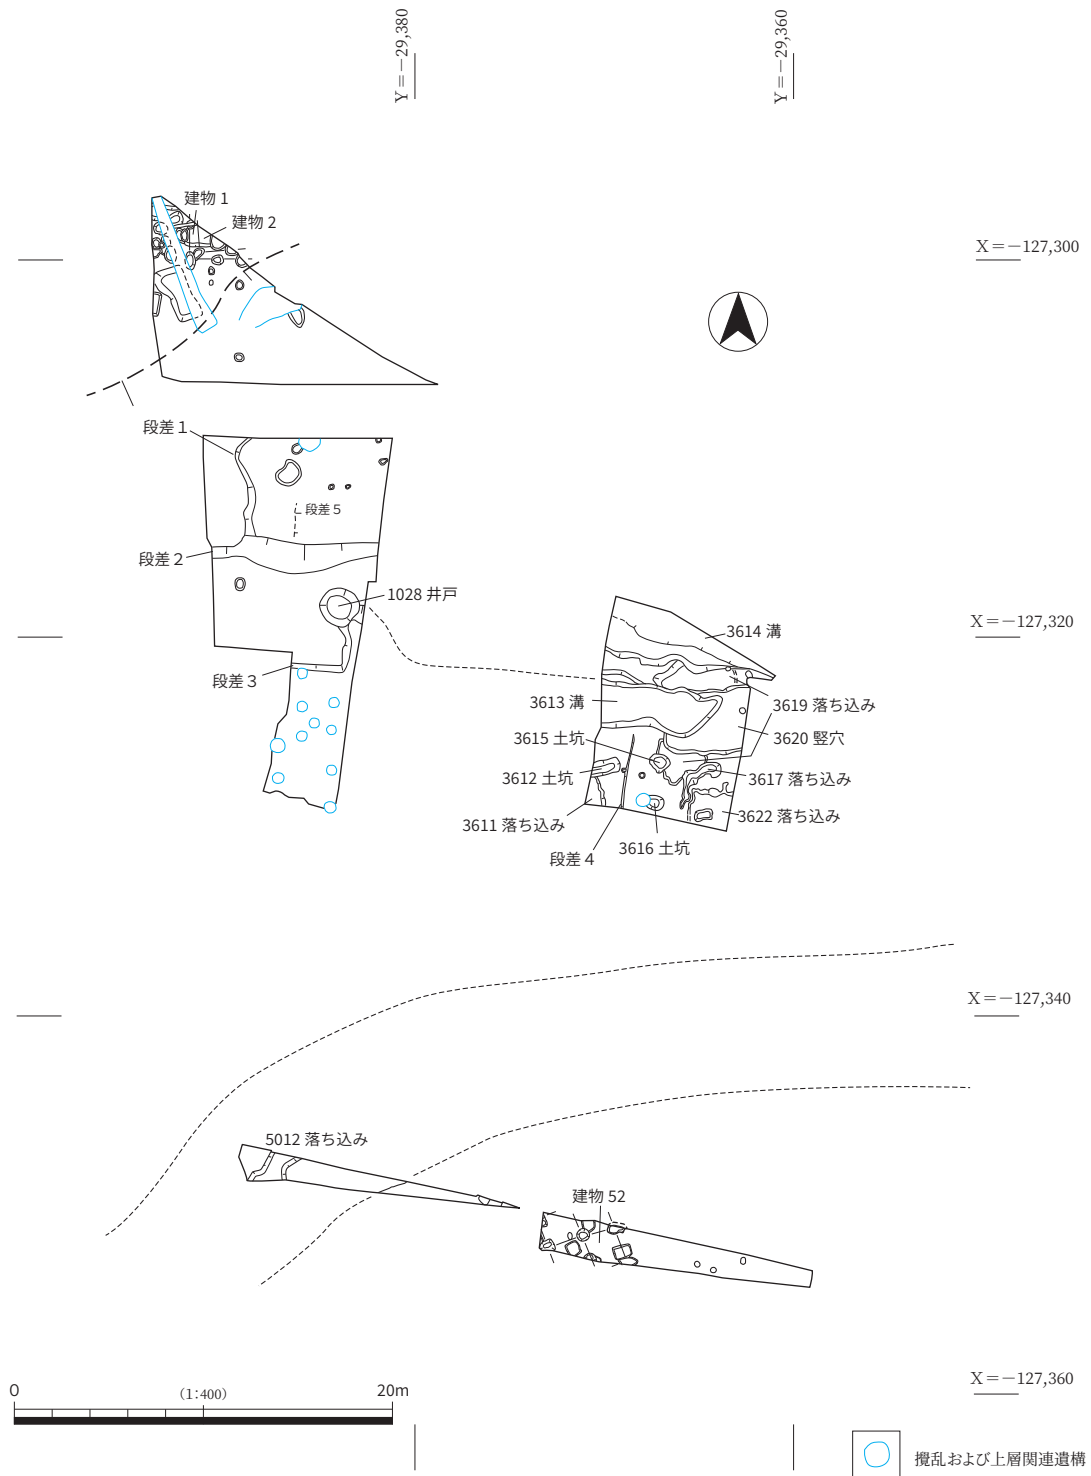 Y＝－29,380
Y＝－29,360
建物 1
建物 2
X＝－127,300
段差 1
段差 5
段差 2
1028 井戸
X＝－127,320
3614 溝
段差 3
3613 溝
3619 落ち込み
3615 土坑
3620 竪穴
3612 土坑
3617 落ち込み
3611 落ち込み
3622 落ち込み
段差 4
3616 土坑
X＝－127,340
5012 落ち込み
建物 52
X＝－127,360
0 （1:400） 20m
攪乱および上層関連遺構